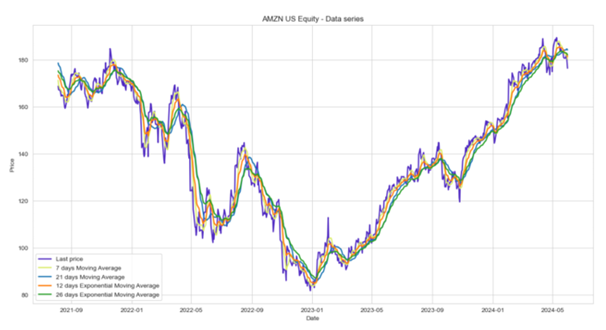 AMZN US Equity - Data series
180
160
140
120
100
80
Price
Last price
7 days Moving Average
21 days Moving Average
12 days Exponential Moving Average
26 days Exponential Moving Average
2021-09
2022-01
2022-05
2022-09
2023-01
2023-05
2023-09
2024-01
2024-05
Date